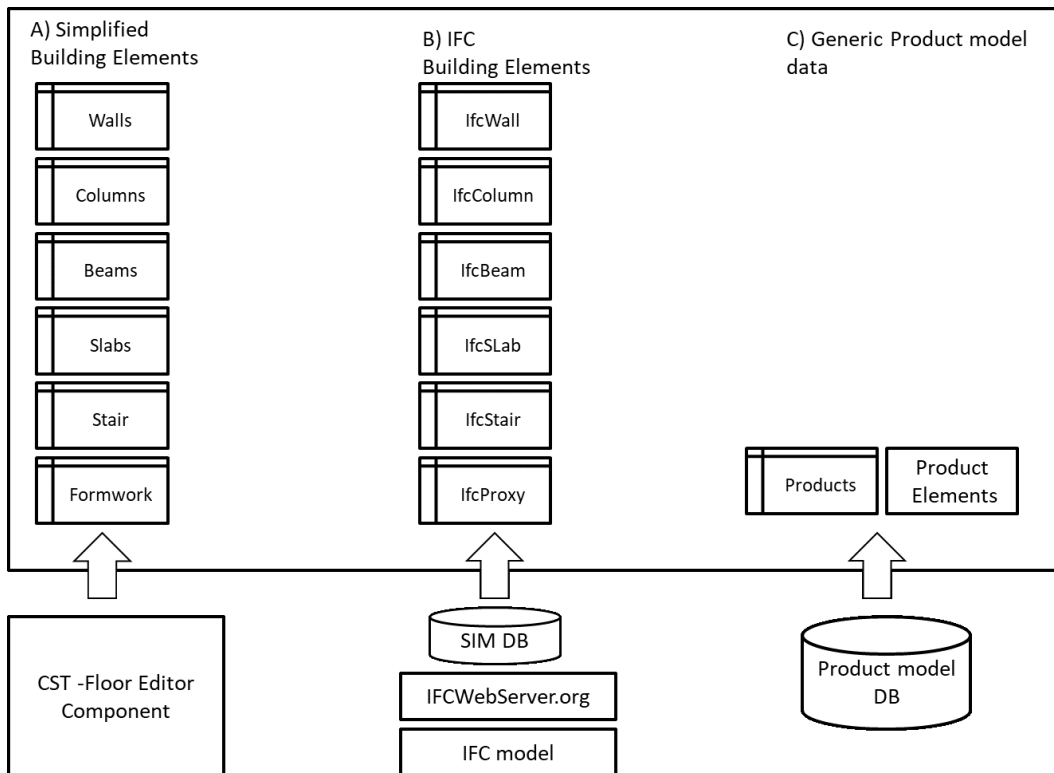 A) Simplified
Building Elements
Walls
Columns
Beams
Slabs
Stair
Formwork
CST -Floor Editor
Component
B) IFC
Building Elements
IfcWall
IfcColumn
IfcBeam
IfcSLab
IfcStair
IfcProxy
SIM DB
IFCWebServer.org
IFC model
C) Generic Product model
data
Products
Product
Elements
Product model
DB